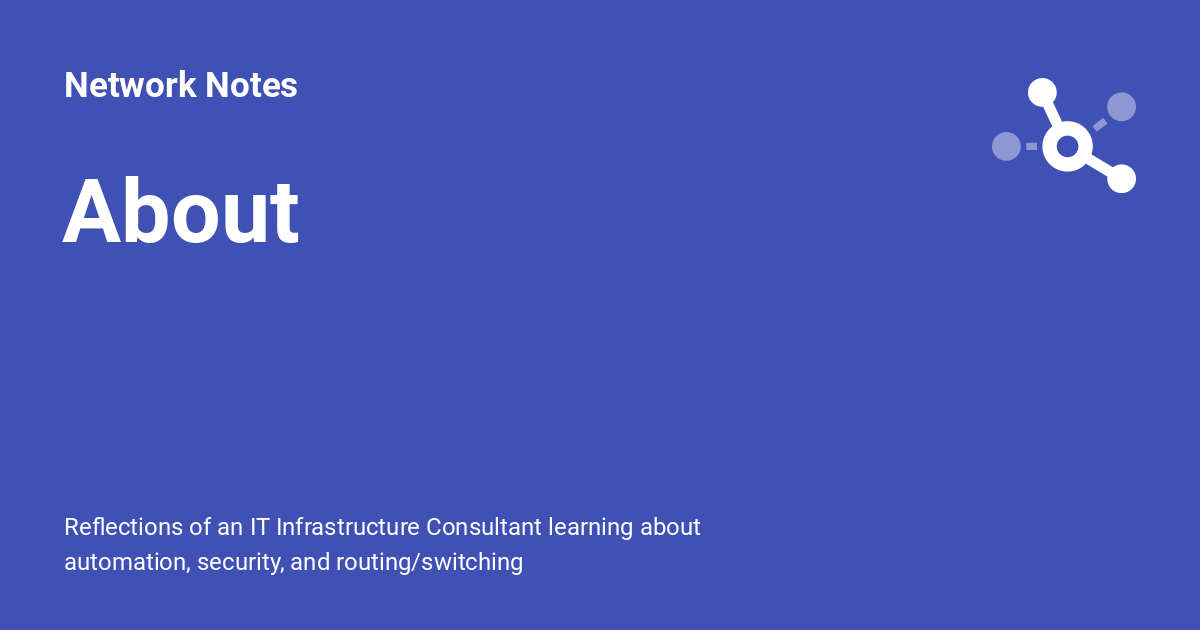 Network Notes
About
Reflections of an IT Infrastructure Consultant learning about
automation, security, and routing/switching